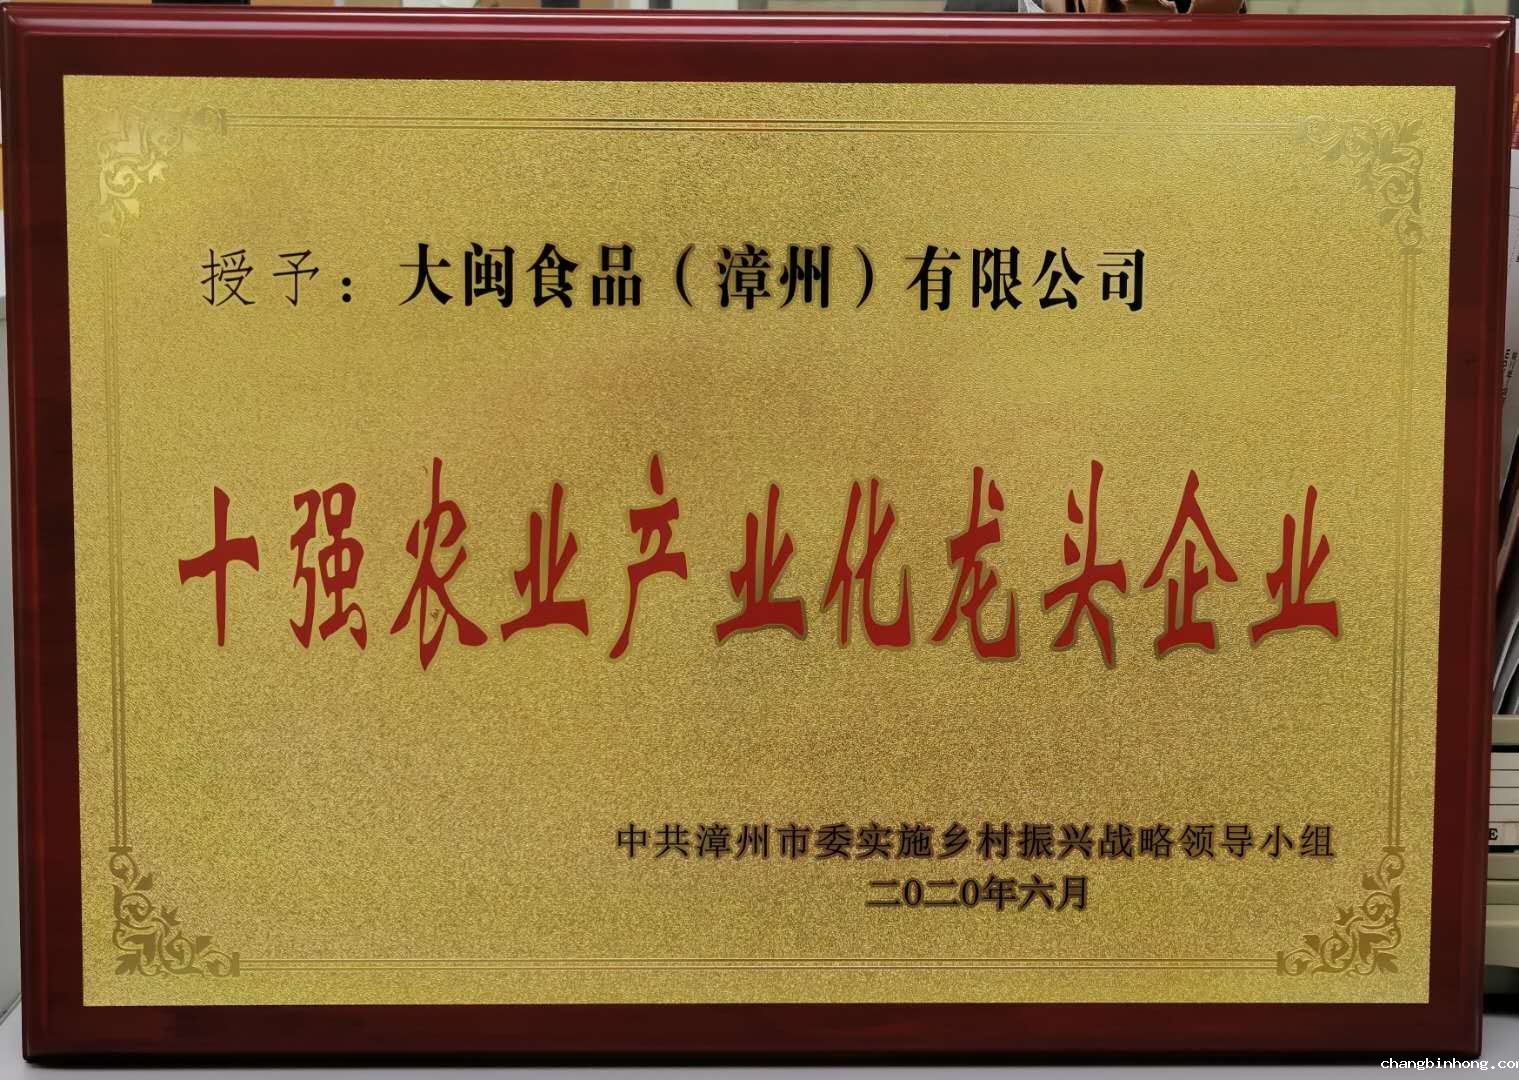 授予：大闽食品（漳州）有限公司
十强农业产业化龙头企业
中共漳州市委实施乡村振兴战略领导小组
二0二0年六月
changbinhong.com